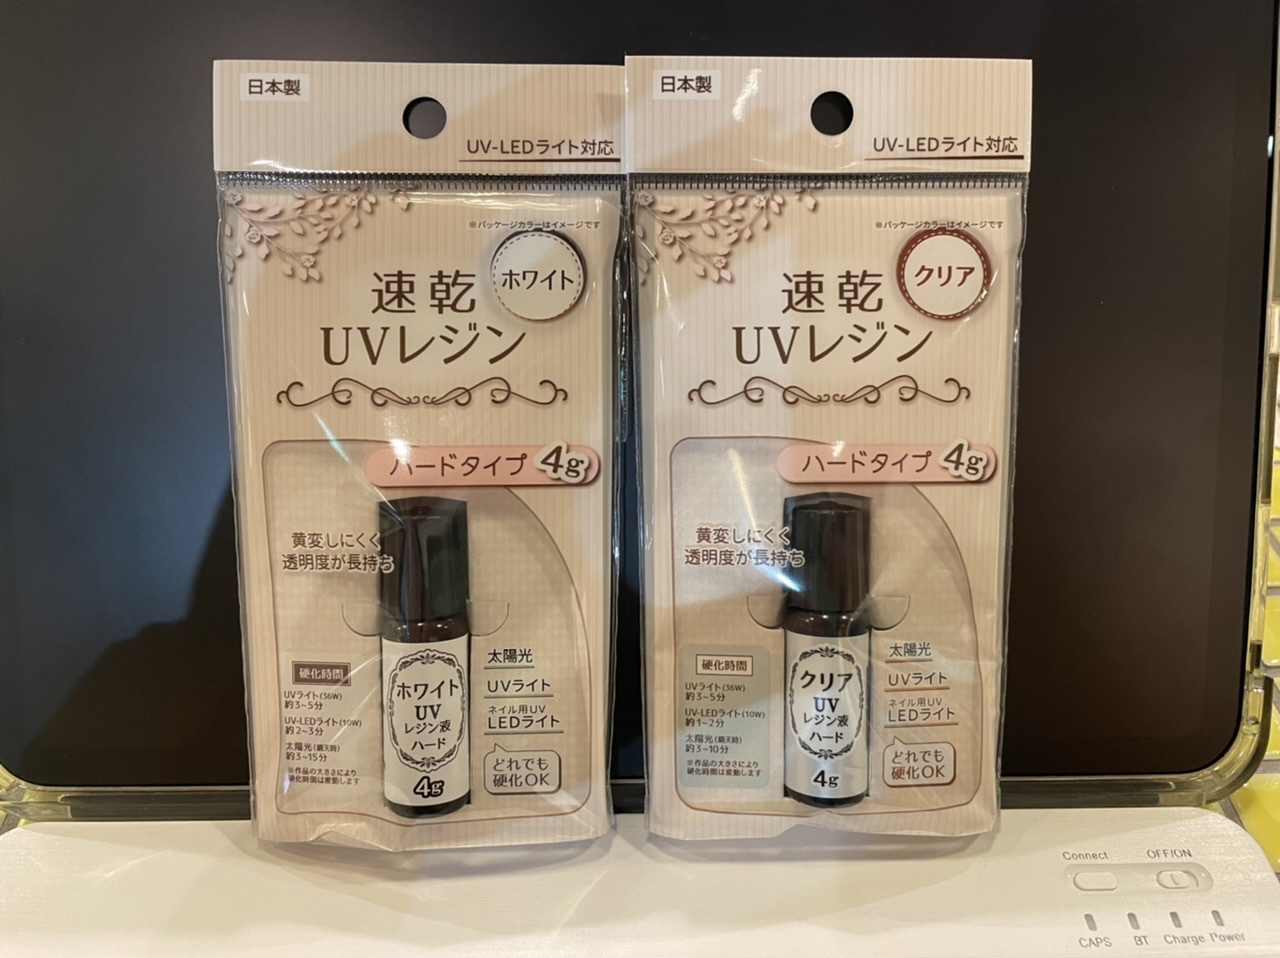 日本製
UV-LEDライト対応
※パッケージカラーはイメージです
ホワイト
速乾
UVレジン
ハードタイプ 4g
黄変しにくく
透明度が長持ち
硬化時間
UVライト(36W)
約3~5分
UV-LEDライト(10W)
約2~3分
太陽光(晴天時)
約3~15分
※作品の大きさにより
硬化時間は変動します
ホワイト
UV
レジン液
ハード
4g
太陽光
UVライト
ネイル用UV
LEDライト
どれでも
硬化OK
日本製
UV-LEDライト対応
※パッケージカラーはイメージです
クリア
速乾
UVレジン
ハードタイプ 4g
黄変しにくく
透明度が長持ち
硬化時間
UVライト(36W)
約3~5分
UV-LEDライト(10W)
約1~2分
太陽光(晴天時)
約3~10分
※作品の大きさにより
硬化時間は変動します
クリア
UV
レジン液
ハード
4g
太陽光
UVライト
ネイル用UV
LEDライト
どれでも
硬化OK
Connect OFF/ON
CAPS BT Charge Power